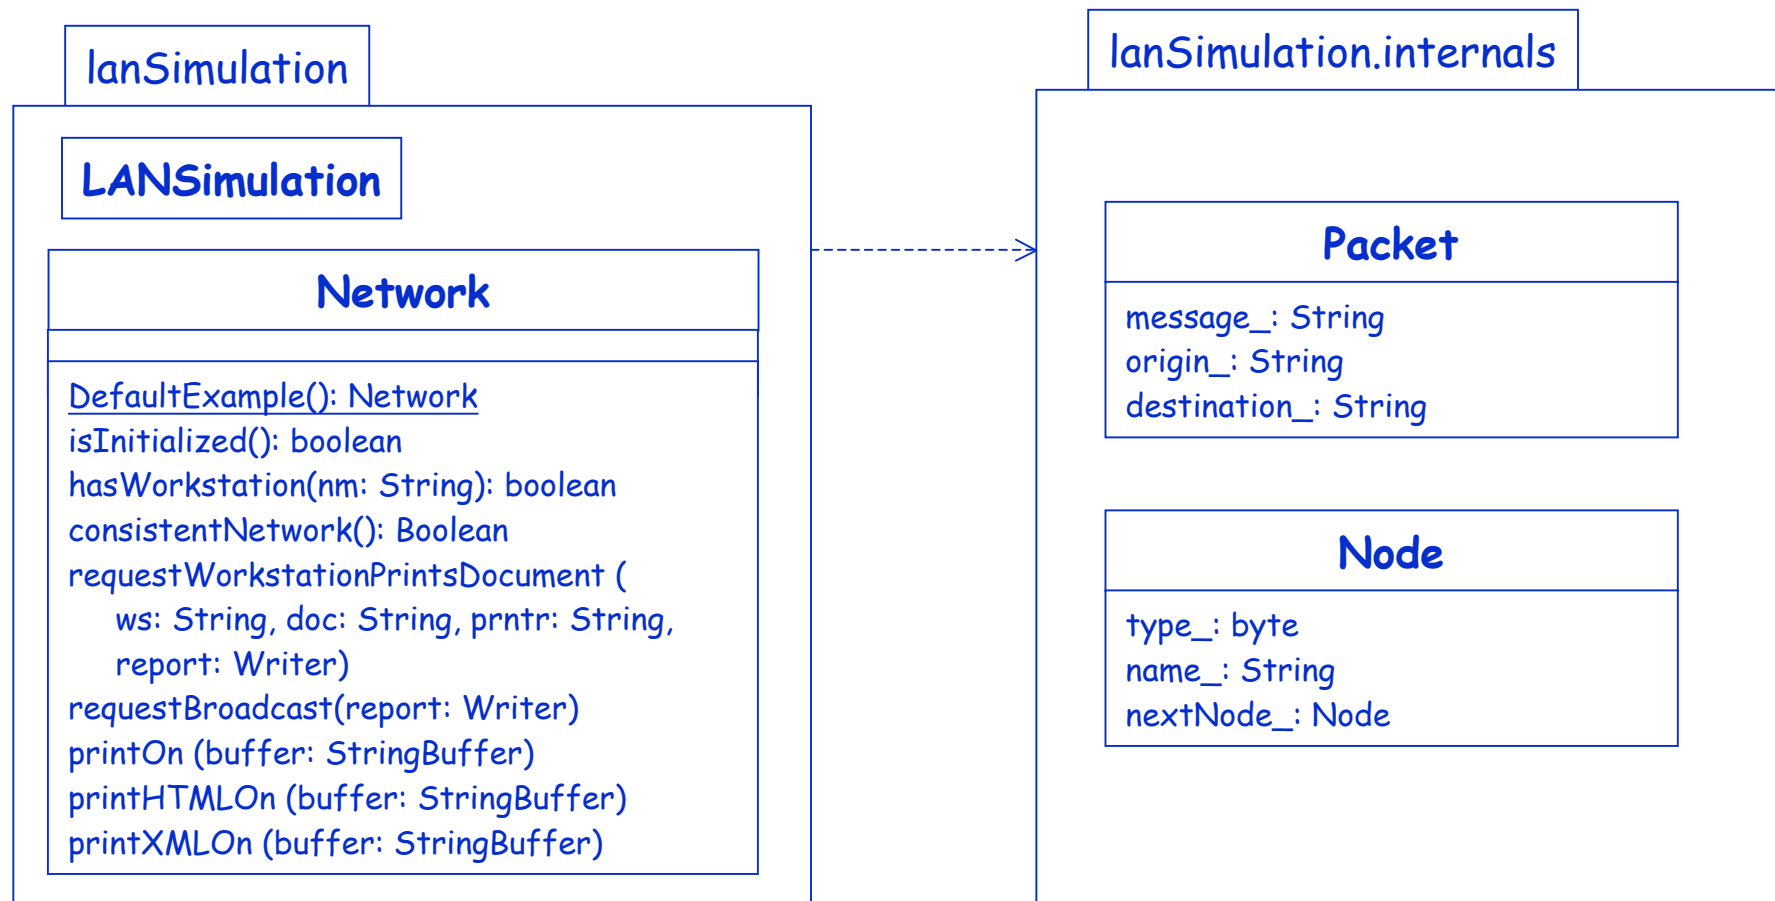 lanSimulation
LANSimulation
Network
DefaultExample(): Network
isInitialized(): boolean
hasWorkstation(nm: String): boolean
consistentNetwork(): Boolean
requestWorkstationPrintsDocument (
ws: String, doc: String, prntr: String,
report: Writer)
requestBroadcast(report: Writer)
printOn (buffer: StringBuffer)
printHTMLOn (buffer: StringBuffer)
printXMLOn (buffer: StringBuffer)
lanSimulation.internals
Packet
message_: String
origin_: String
destination_: String
Node
type_: byte
name_: String
nextNode_: Node